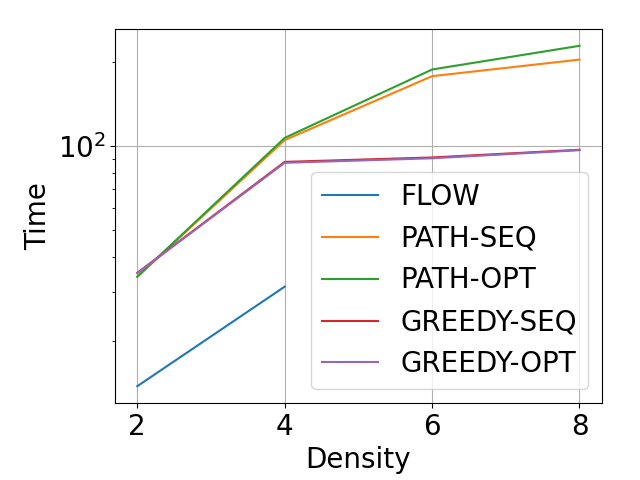 Time
10²
2 4 6 8
Density
FLOW
PATH-SEQ
PATH-OPT
GREEDY-SEQ
GREEDY-OPT